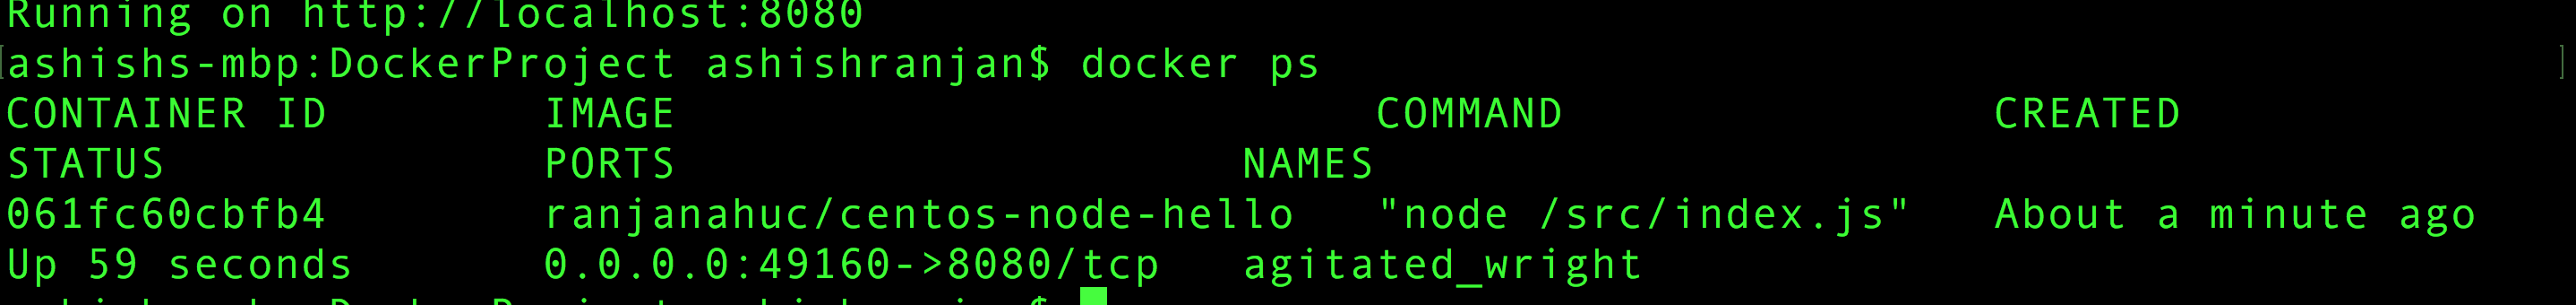 Running on http://localhost:8080
[ashishs-mbp:DockerProject ashishranjan$ docker ps ]
CONTAINER ID IMAGE COMMAND CREATED
STATUS PORTS NAMES
061fc60cbfb4 ranjanahuc/centos-node-hello "node /src/index.js" About a minute ago
Up 59 seconds 0.0.0.0:49160->8080/tcp agitated_wright